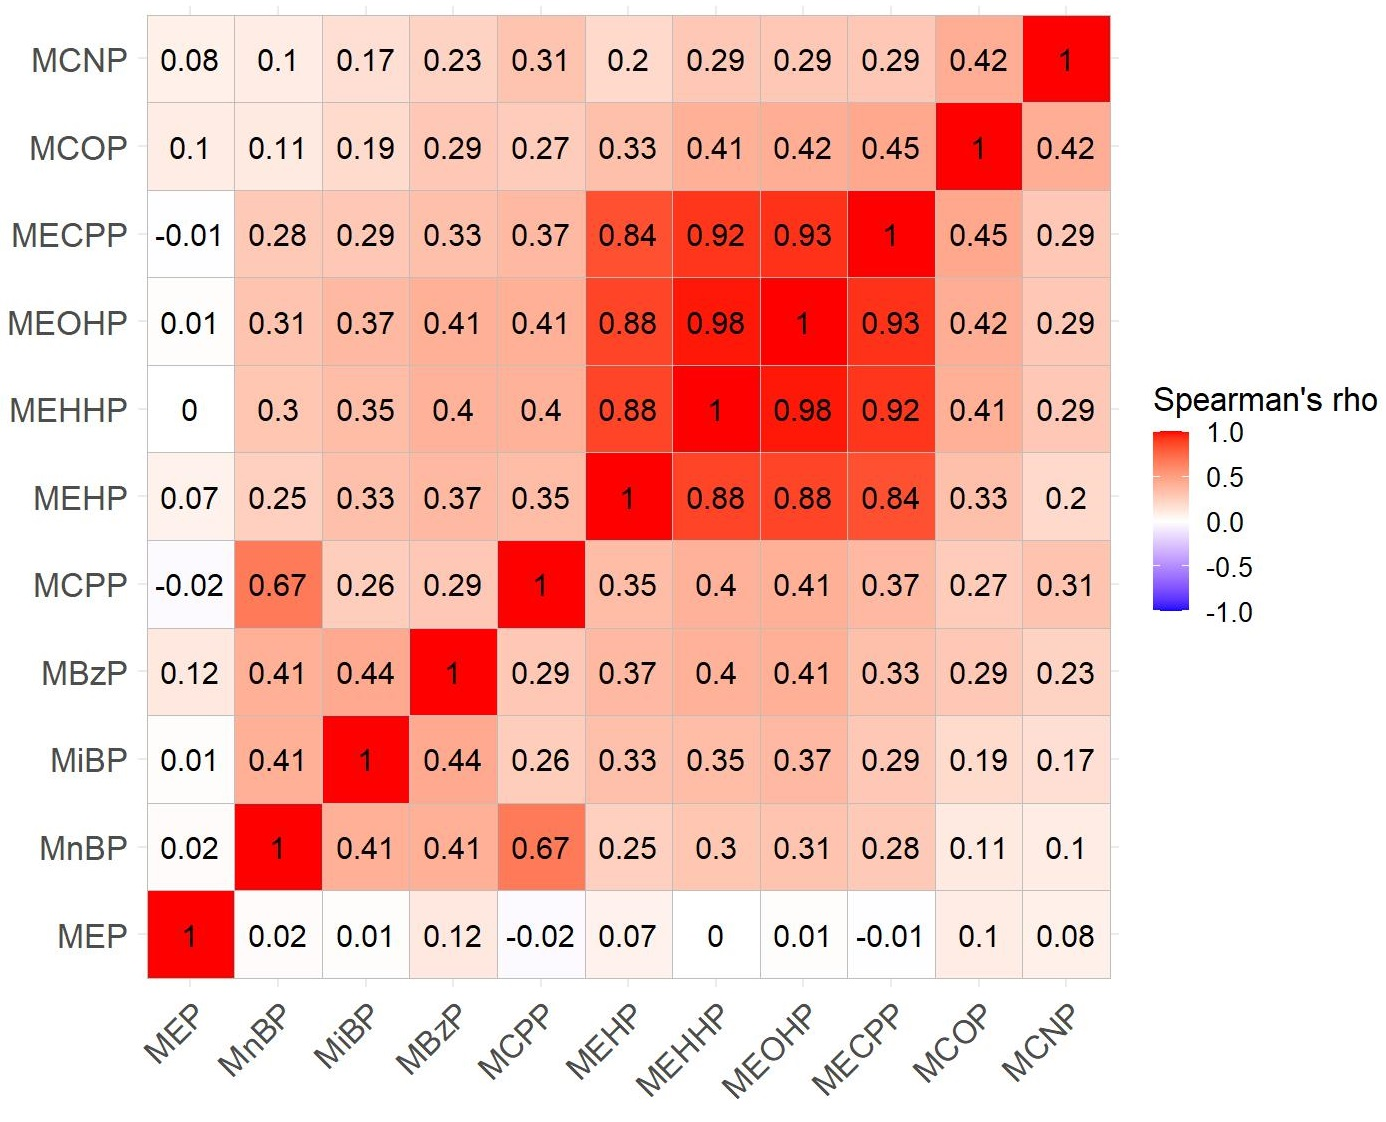 MCNP 0.08 0.1 0.17 0.23 0.31 0.2 0.29 0.29 0.29 0.42 1
MCOP 0.1 0.11 0.19 0.29 0.27 0.33 0.41 0.42 0.45 1 0.42
MECPP -0.01 0.28 0.29 0.33 0.37 0.84 0.92 0.93 1 0.45 0.29
MEOHP 0.01 0.31 0.37 0.41 0.41 0.88 0.98 1 0.93 0.42 0.29
MEHHP 0 0.3 0.35 0.4 0.4 0.88 1 0.98 0.92 0.41 0.29
MEHP 0.07 0.25 0.33 0.37 0.35 1 0.88 0.88 0.84 0.33 0.2
MCPP -0.02 0.67 0.26 0.29 1 0.35 0.4 0.41 0.37 0.27 0.31
MBzP 0.12 0.41 0.44 1 0.29 0.37 0.4 0.41 0.33 0.29 0.23
MiBP 0.01 0.41 1 0.44 0.26 0.33 0.35 0.37 0.29 0.19 0.17
MnBP 0.02 1 0.41 0.41 0.67 0.25 0.3 0.31 0.28 0.11 0.1
MEP 1 0.02 0.01 0.12 -0.02 0.07 0 0.01 -0.01 0.1 0.08
MEP MnBP MiBP MBzP MCPP MEHP MEHHP MEOHP MECPP MCOP MCNP
Spearman's rho
1.0
0.5
0.0
-0.5
-1.0